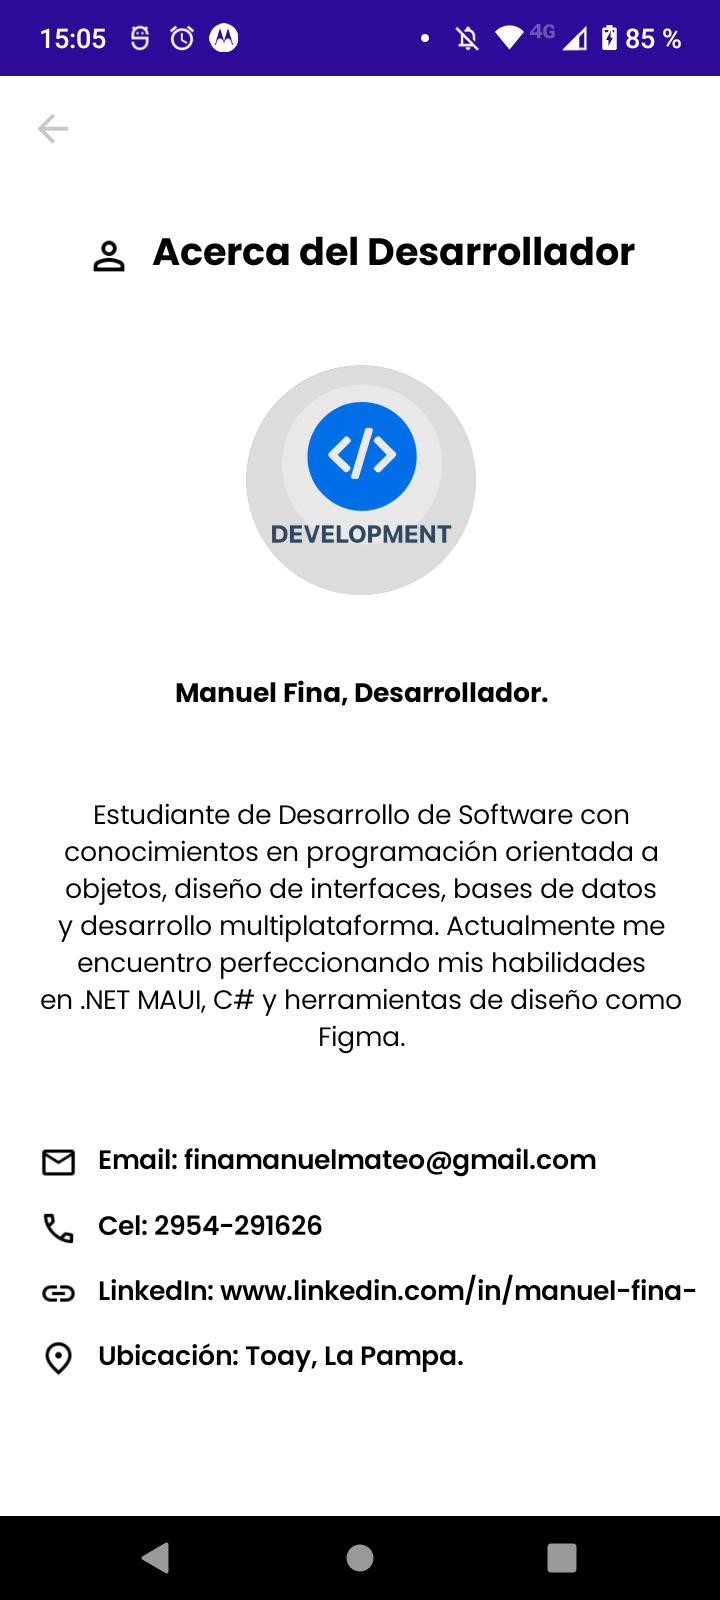 15:05 4G 85 %
Acerca del Desarrollador
</>
DEVELOPMENT
Manuel Fina, Desarrollador.
Estudiante de Desarrollo de Software con
conocimientos en programación orientada a
objetos, diseño de interfaces, bases de datos
y desarrollo multiplataforma. Actualmente me
encuentro perfeccionando mis habilidades
en .NET MAUI, C# y herramientas de diseño como
Figma.
Email: finamanuelmateo@gmail.com
Cel: 2954-291626
LinkedIn: www.linkedin.com/in/manuel-fina-
Ubicación: Toay, La Pampa.